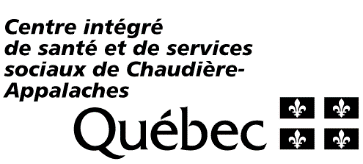 Centre intégré
de santé et de services
sociaux de Chaudière-
Appalaches
Québec